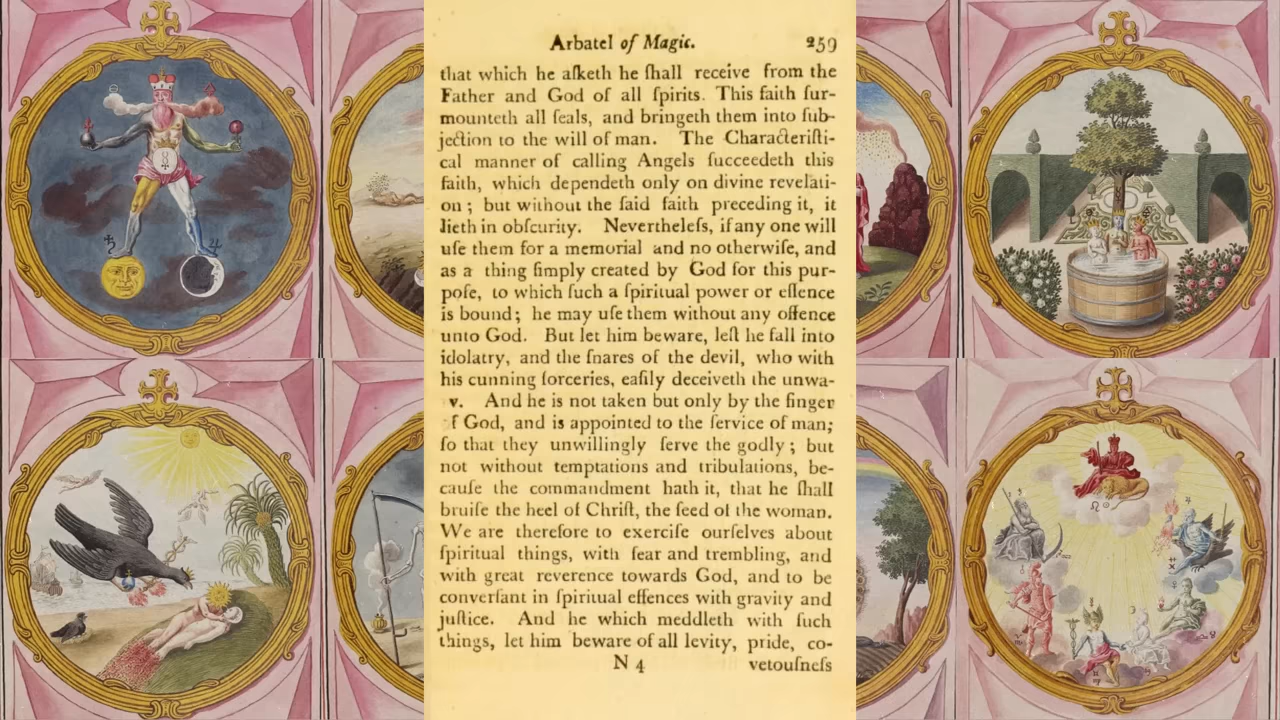 Arbatel of Magic. 259
that which he aſketh he ſhall receive from the
Father and God of all ſpirits. This faith ſur-
mounteth all ſeals, and bringeth them into ſub-
jection to the will of man. The Characteriſti-
cal manner of calling Angels ſucceedeth this
faith, which dependeth only on divine revelati-
on; but without the ſaid faith preceding it, it
lieth in obſcurity. Nevertheleſs, if any one will
uſe them for a memorial and no otherwiſe, and
as a thing ſimply created by God for this pur-
poſe, to which ſuch a ſpiritual power or eſſence
is bound; he may uſe them without any offence
unto God. But let him beware, leſt he fall into
idolatry, and the ſnares of the devil, who with
his cunning ſorceries, eaſily deceiveth the unwa-
v. And he is not taken but only by the finger
f God, and is appointed to the ſervice of man;
ſo that they unwillingly ſerve the godly; but
not without temptations and tribulations, be-
cauſe the commandment hath it, that he ſhall
bruiſe the heel of Chriſt, the ſeed of the woman.
We are therefore to exerciſe ourſelves about
ſpiritual things, with fear and trembling, and
with great reverence towards God, and to be
converſant in ſpiritual eſſences with gravity and
juſtice. And he which meddleth with ſuch
things, let him beware of all levity, pride, co-
N 4 vetouſneſs